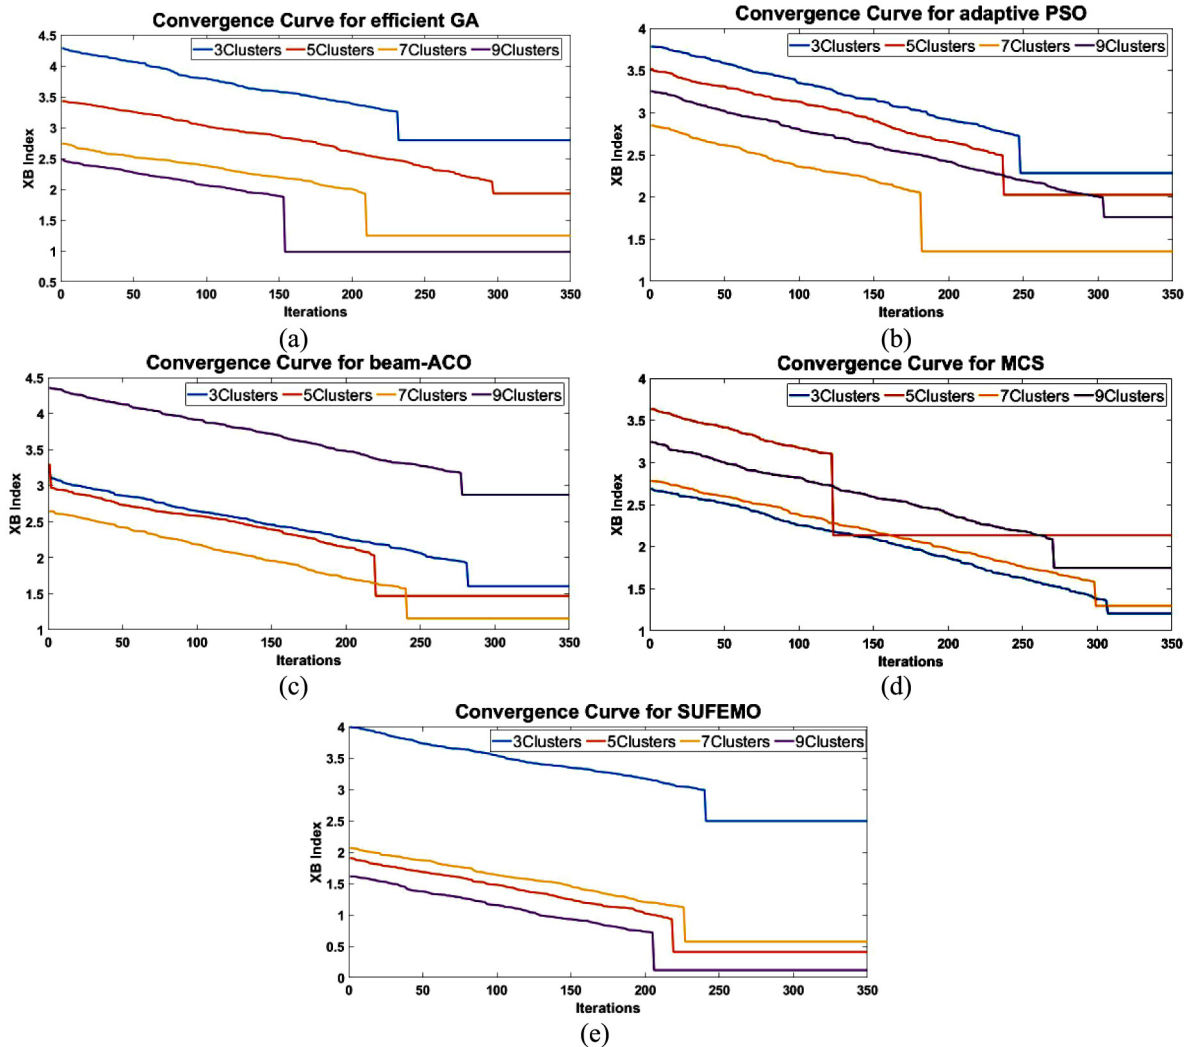 Convergence Curve for efficient GA
4.5
3Clusters 5Clusters 7Clusters 9Clusters
4
3.5
3
2.5
2
1.5
1
0.5
XB Index
0 50 100 150 200 250 300 350
Iterations
(a)
Convergence Curve for adaptive PSO
4
3Clusters 5Clusters 7Clusters 9Clusters
3.5
3
2.5
2
1.5
1
XB Index
0 50 100 150 200 250 300 350
Iterations
(b)
Convergence Curve for beam-ACO
4.5
3Clusters 5Clusters 7Clusters 9Clusters
4
3.5
3
2.5
2
1.5
1
XB Index
0 50 100 150 200 250 300 350
Iterations
(c)
Convergence Curve for MCS
4
3Clusters 5Clusters 7Clusters 9Clusters
3.5
3
2.5
2
1.5
1
XB Index
0 50 100 150 200 250 300 350
Iterations
(d)
Convergence Curve for SUFEMO
4
3Clusters 5Clusters 7Clusters 9Clusters
3.5
3
2.5
2
1.5
1
0.5
0
XB Index
0 50 100 150 200 250 300 350
Iterations
(e)